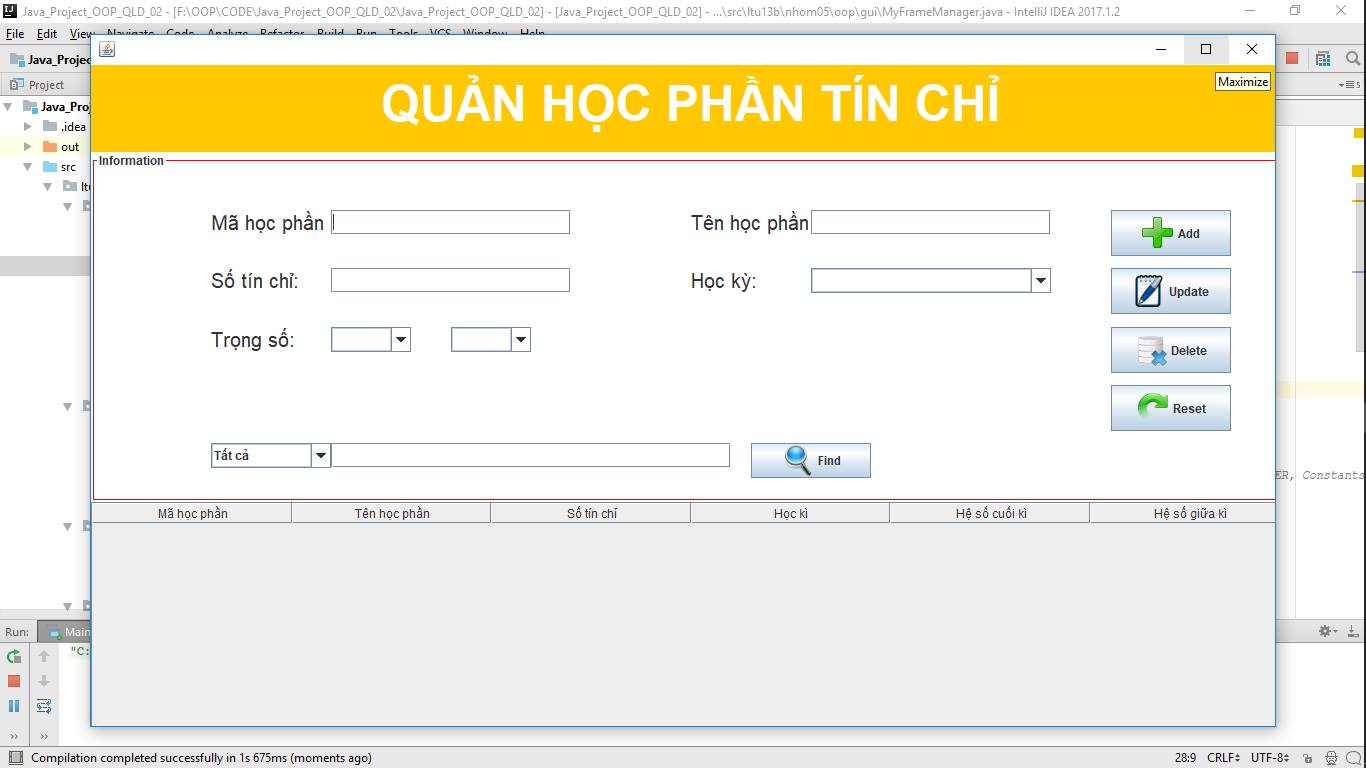 Java_Project_OOP_QLD_02 - [F:\OOP\CODE\Java_Project_OOP_QLD_02\Java_Project_OOP_QLD_02] - [Java_Project_OOP_QLD_02] - ...\src\ltu13b\nhom05\oop\gui\MyFrameManager.java - IntelliJ IDEA 2017.1.2
File Edit View Navigate Code Analyze Refactor Build Run Tools VCS Window Help
Java_Projec
Project
Maximize
QUẢN HỌC PHẦN TÍN CHỈ
Java_Proj
.idea
out
src
ltu
Information
Mã học phần
Tên học phần
Add
Số tín chỉ:
Học kỳ:
Update
Trọng số:
Delete
Reset
Tất cả
Find
ER, Constants
Mã học phần Tên học phần Số tín chỉ Học kì Hệ số cuối kì Hệ số giữa kì
Run: Main
"C:
Compilation completed successfully in 1s 675ms (moments ago)
28:9 CRLF UTF-8